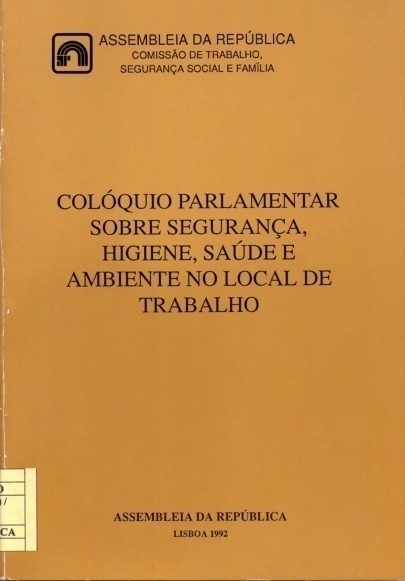 ASSEMBLEIA DA REPÚBLICA
COMISSÃO DE TRABALHO,
SEGURANÇA SOCIAL E FAMÍLIA
COLÓQUIO PARLAMENTAR
SOBRE SEGURANÇA,
HIGIENE, SAÚDE E
AMBIENTE NO LOCAL DE
TRABALHO
O
)/
CA
ASSEMBLEIA DA REPÚBLICA
LISBOA 1992